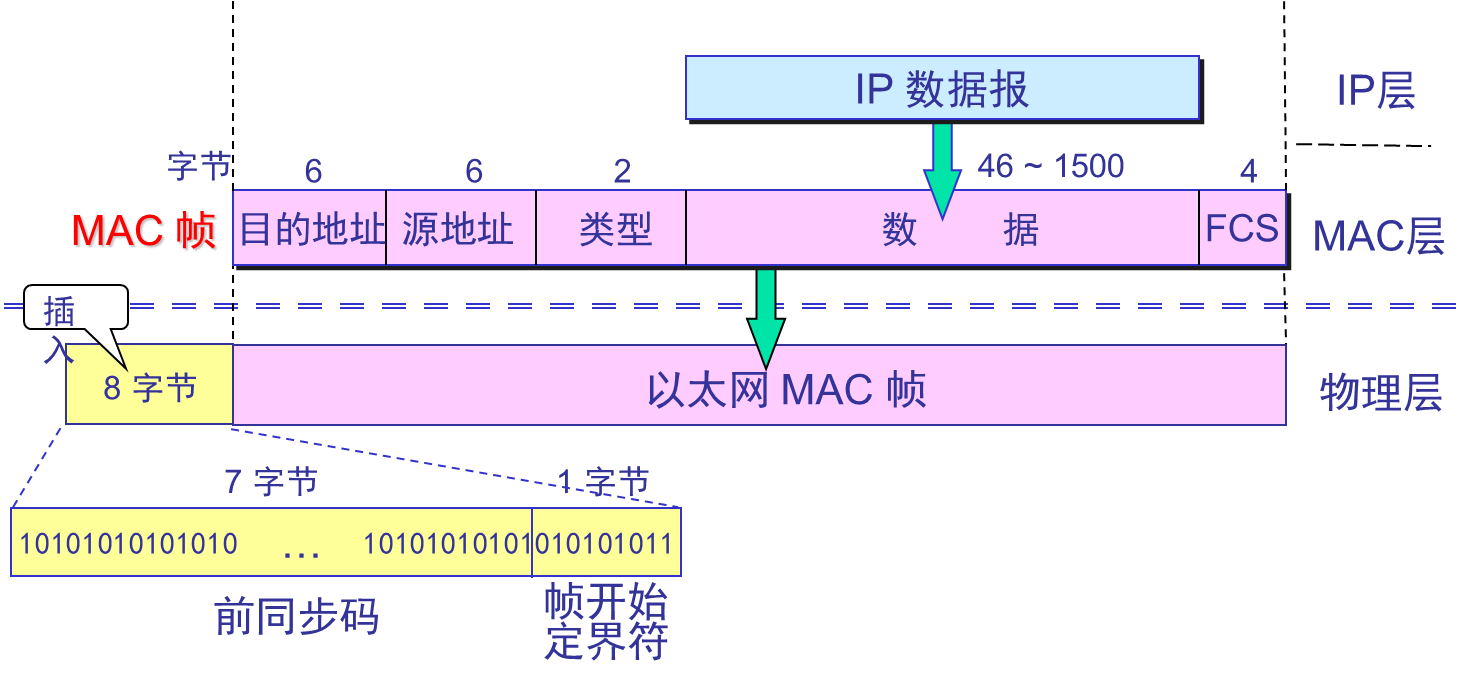 IP 数据报
IP层
字节 6 6 2 46 ~ 1500 4
MAC 帧 目的地址 源地址 类型 数 据 FCS MAC层
插
入
8 字节 以太网 MAC 帧 物理层
7 字节 1 字节
10101010101010 … 10101010101010101011
前同步码
帧开始
定界符